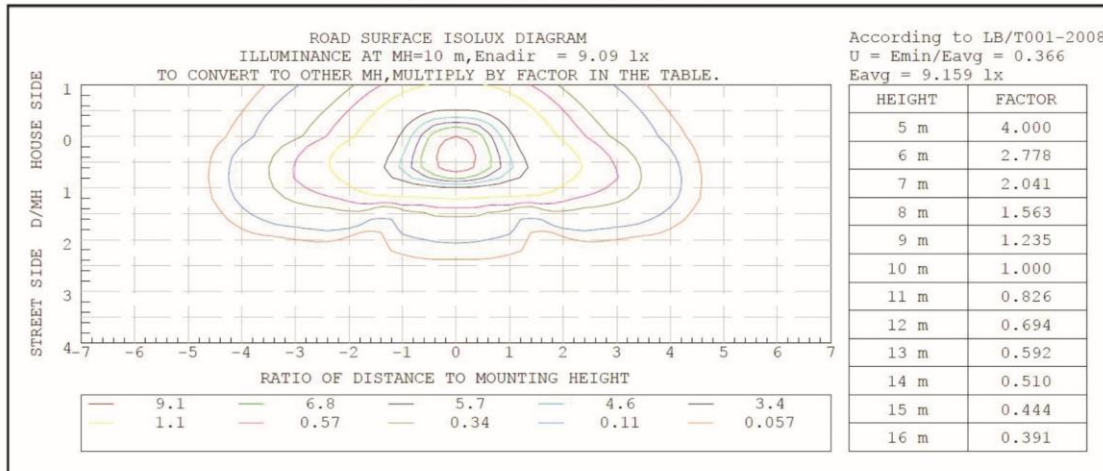 ROAD SURFACE ISOLUX DIAGRAM
ILLUMINANCE AT MH=10 m,Enadir = 9.09 lx
TO CONVERT TO OTHER MH,MULTIPLY BY FACTOR IN THE TABLE.
STREET SIDE D/MH HOUSE SIDE
1
0
1
2
3
4
-7 -6 -5 -4 -3 -2 -1 0 1 2 3 4 5 6 7
RATIO OF DISTANCE TO MOUNTING HEIGHT
9.1 6.8 5.7 4.6 3.4
1.1 0.57 0.34 0.11 0.057
According to LB/T001-2008
U = Emin/Eavg = 0.366
Eavg = 9.159 lx
HEIGHT FACTOR
5 m 4.000
6 m 2.778
7 m 2.041
8 m 1.563
9 m 1.235
10 m 1.000
11 m 0.826
12 m 0.694
13 m 0.592
14 m 0.510
15 m 0.444
16 m 0.391